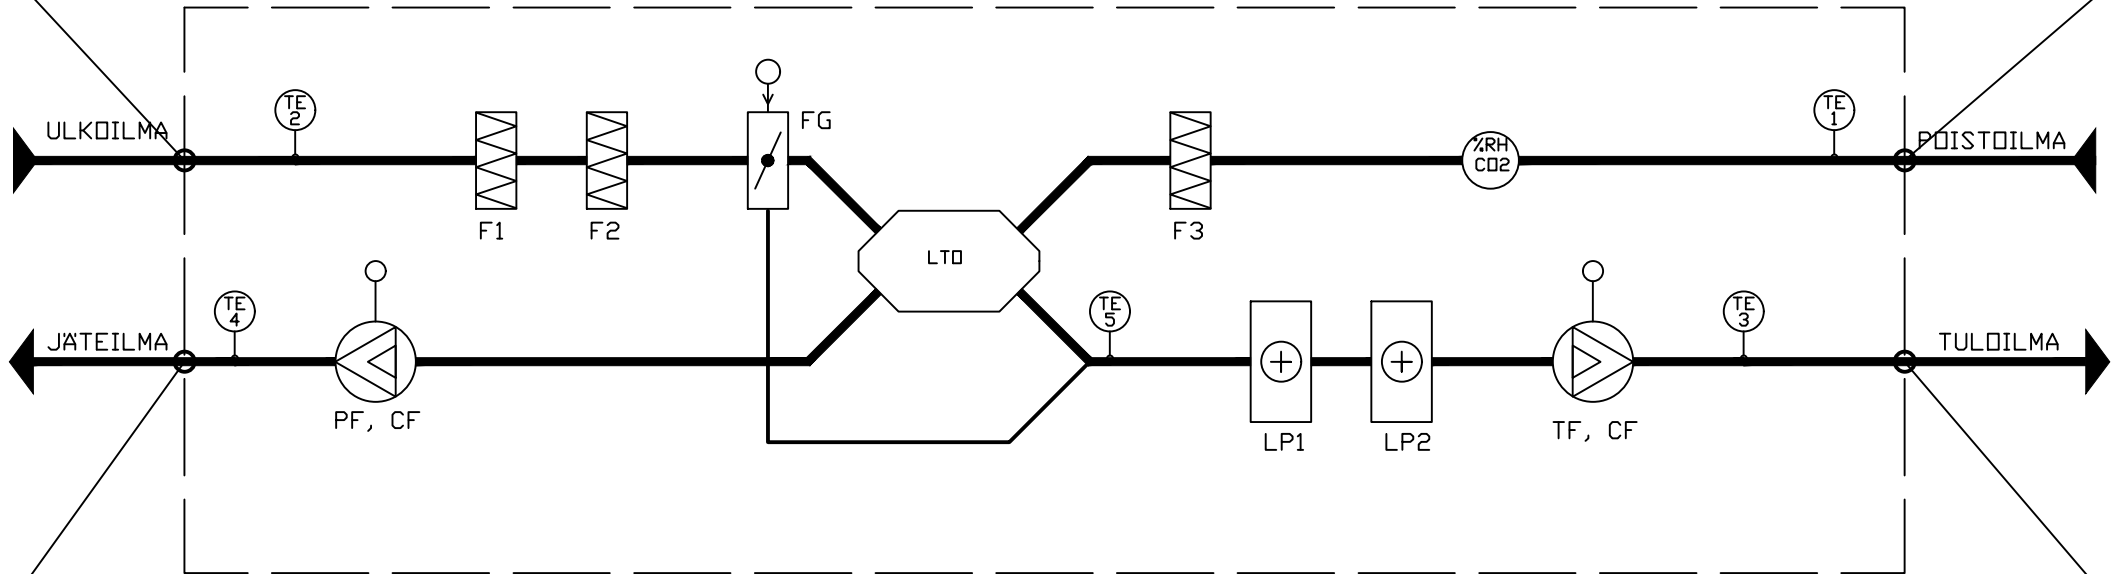 TE
2
TE
1
ULKOILMA
FG
%RH
CO2
POISTOILMA
F1
F2
F3
LTO
TE
4
TE
5
TE
3
JÄTEILMA
TULOILMA
PF, CF
LP1
LP2
TF, CF